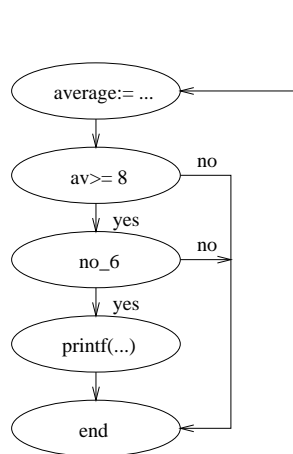 average:= ...
av>= 8
no
yes
no_6
no
yes
printf(...)
end